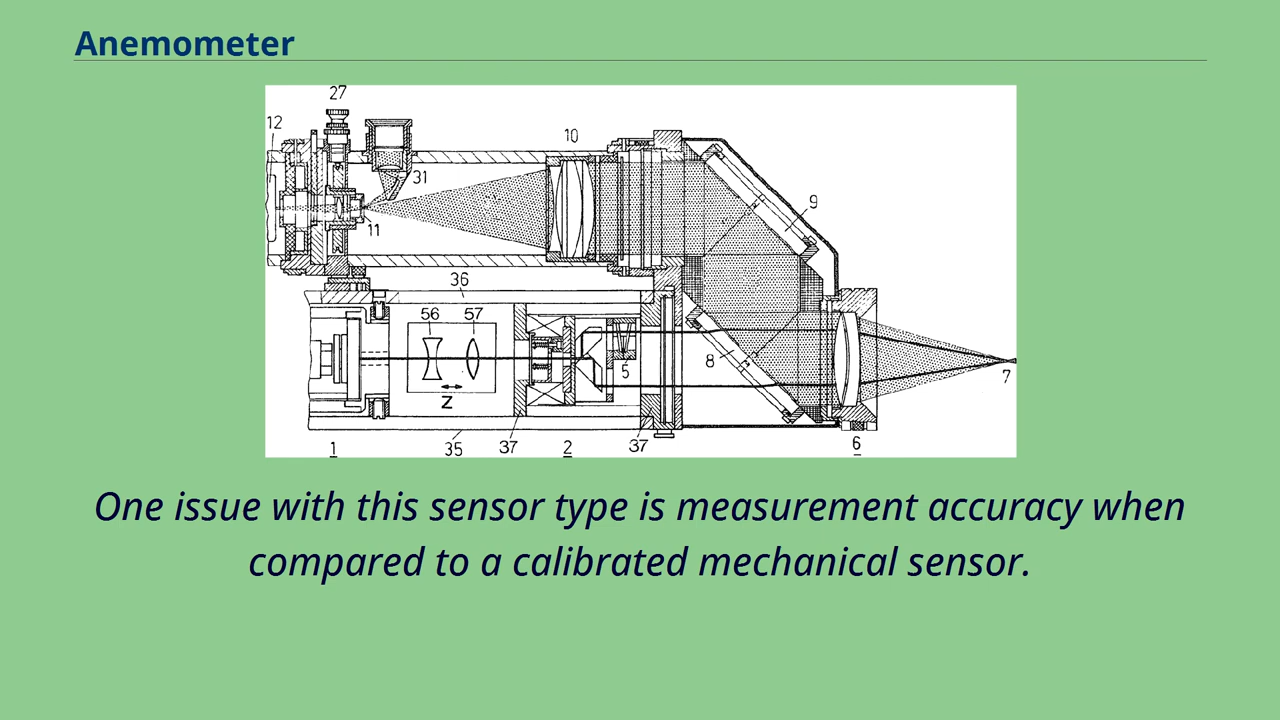 Anemometer
27
12
10
31
9
11
36
56 57
8
5
7
Z
1 35 37 2 37 6
One issue with this sensor type is measurement accuracy when
compared to a calibrated mechanical sensor.